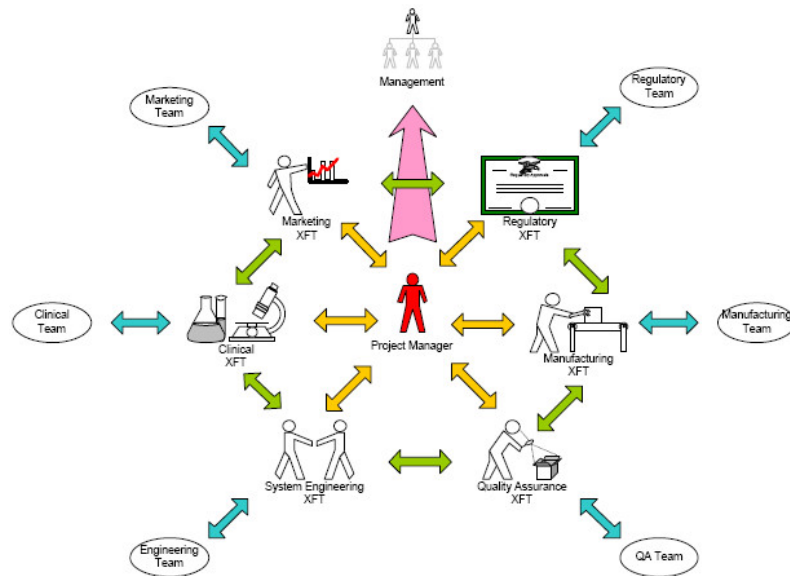 Management
Marketing
Team
Regulatory
Team
Marketing
XFT
Regulatory
XFT
Clinical
Team
Clinical
XFT
Project Manager
Manufacturing
XFT
Manufacturing
Team
System Engineering
XFT
Quality Assurance
XFT
Engineering
Team
QA Team